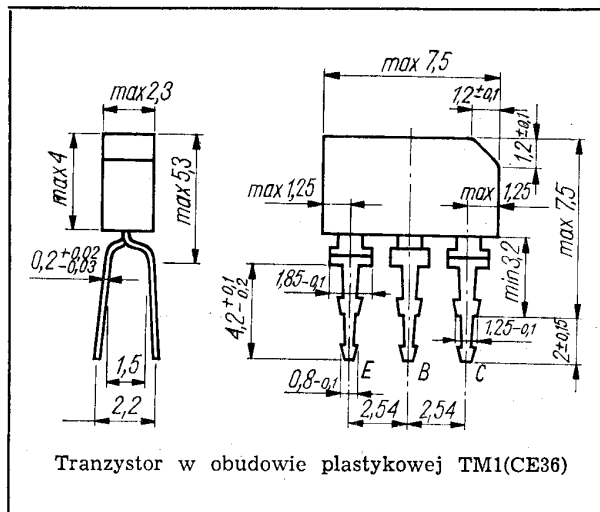 max 2,3
max 4
max 5,3
0,2 +0,02 -0,03
1,5
2,2
max 7,5
1,2±0,1
1,2±0,1
max 1,25
max 1,25
max 7,5
min 3,2
1,85-0,1
4,2 +0,1 -0,2
1,25-0,1
2±0,15
E
B
C
0,8-0,1
2,54
2,54
Tranzystor w obudowie plastykowej TM1(CE36)